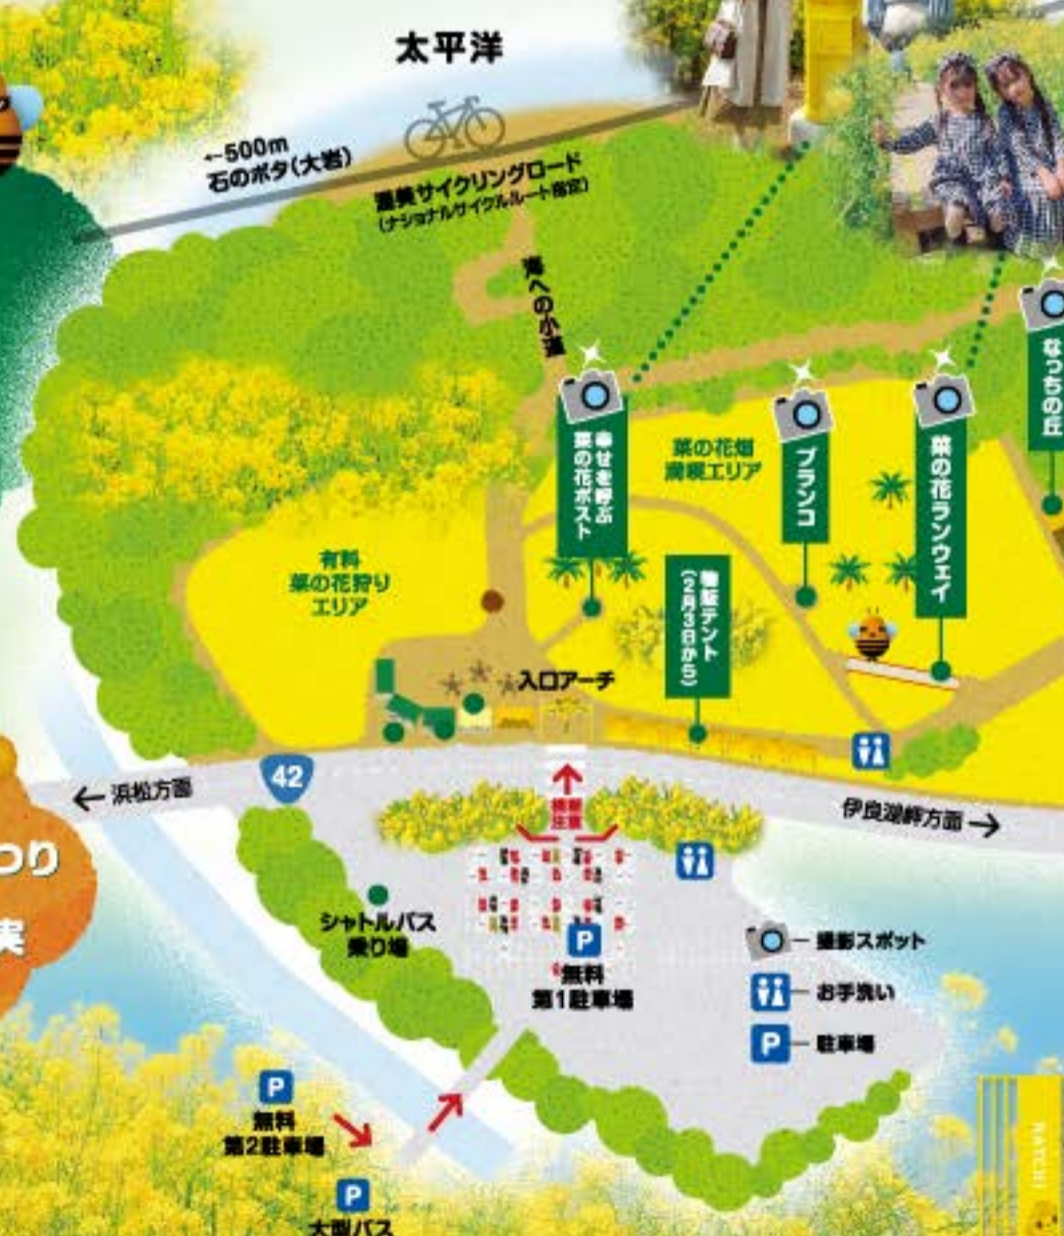 太平洋
←500m
石のボタ(大岩)
渥美サイクリングロード
(ナショナルサイクルルート指定)
海への小道
なっちの丘
幸せを呼ぶ
菜の花ポスト
菜の花畑
満喫エリア
ブランコ
菜の花ランウェイ
有料
菜の花狩り
エリア
物販テント
(2月3日から)
入口アーチ
42
← 浜松方面
伊良湖岬方面 →
横断
注意
つり
実
シャトルバス
乗り場
P
無料
第1駐車場
撮影スポット
お手洗い
P
駐車場
P
無料
第2駐車場
P
大型バス